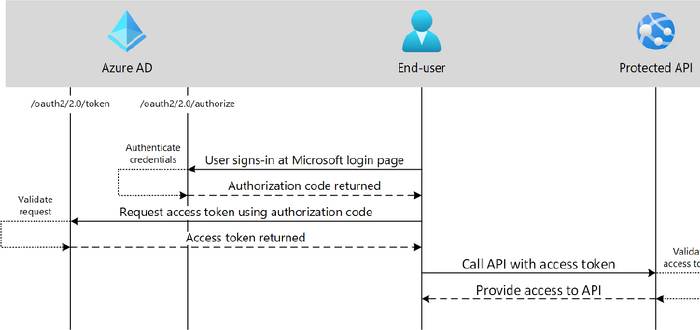 Azure AD
End-user
Protected API
/oauth2/2.0/token
/oauth2/2.0/authorize
Authenticate
credentials
User signs-in at Microsoft login page
Authorization code returned
Validate
request
Request access token using authorization code
Access token returned
Call API with access token
Valida
access to
Provide access to API